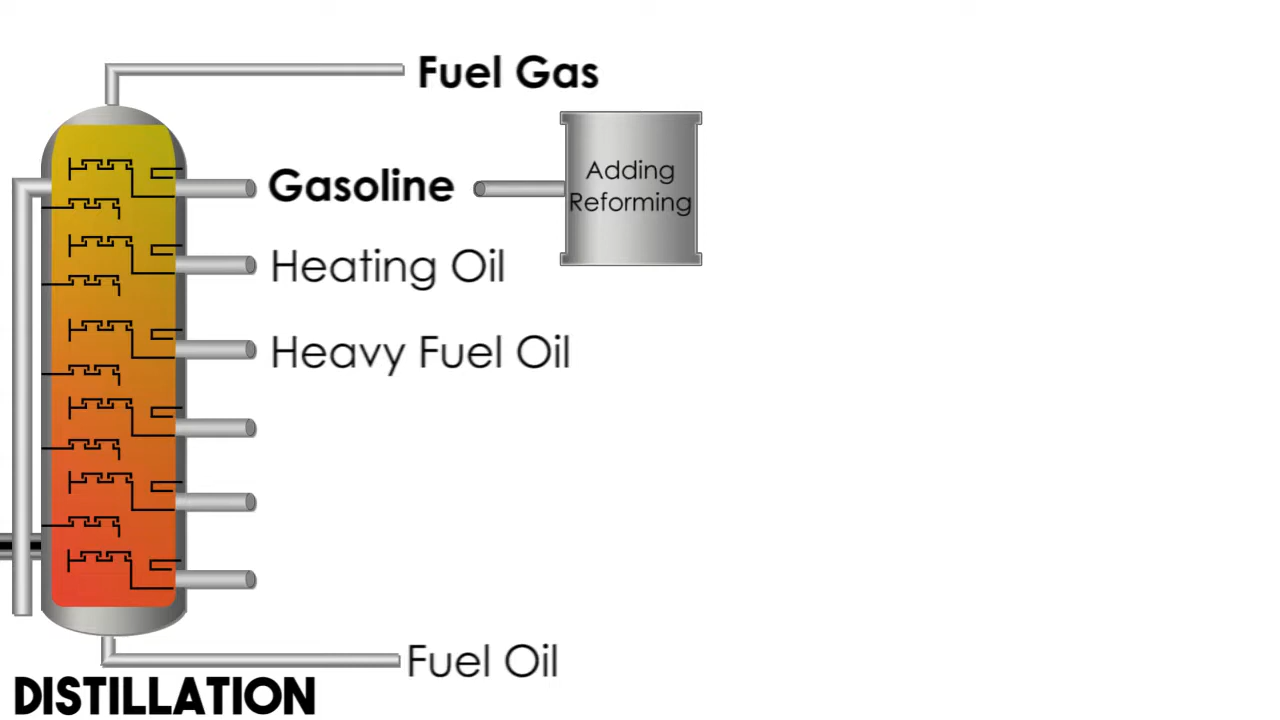 Fuel Gas
Adding
Reforming
Gasoline
Heating Oil
Heavy Fuel Oil
Fuel Oil
DISTILLATION